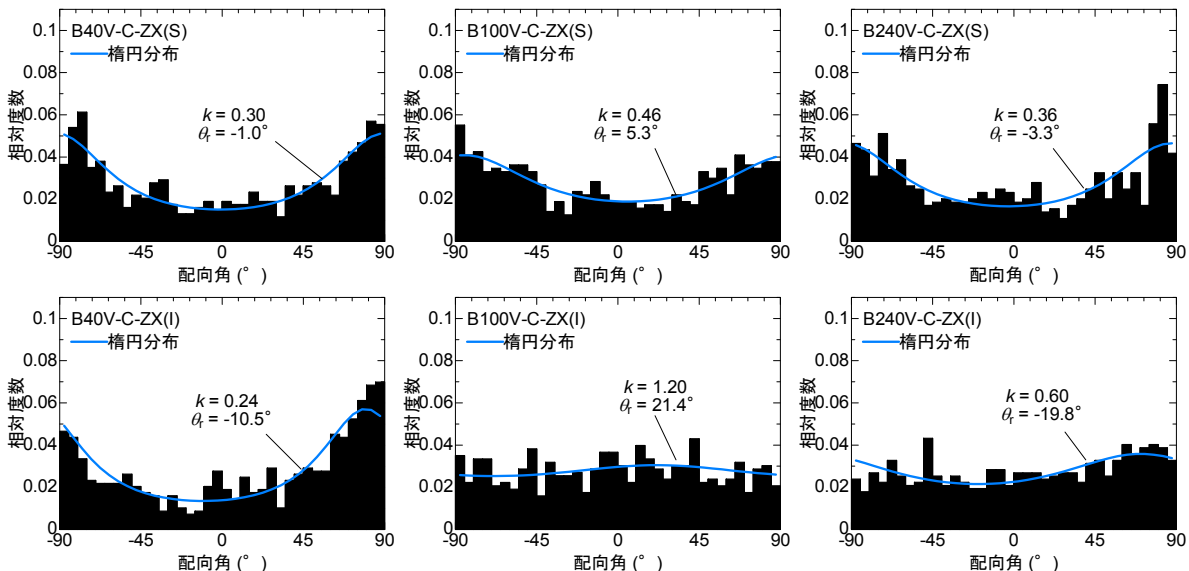 B40V-C-ZX(S)
楕円分布
k = 0.30
θr = -1.0°
相対度数
0.1
0.08
0.06
0.04
0.02
0
-90
-45
0
45
90
配向角 (°)
B100V-C-ZX(S)
楕円分布
k = 0.46
θr = 5.3°
相対度数
0.1
0.08
0.06
0.04
0.02
0
-90
-45
0
45
90
配向角 (°)
B240V-C-ZX(S)
楕円分布
k = 0.36
θr = -3.3°
相対度数
0.1
0.08
0.06
0.04
0.02
0
-90
-45
0
45
90
配向角 (°)
B40V-C-ZX(I)
楕円分布
k = 0.24
θr = -10.5°
相対度数
0.1
0.08
0.06
0.04
0.02
0
-90
-45
0
45
90
配向角 (°)
B100V-C-ZX(I)
楕円分布
k = 1.20
θr = 21.4°
相対度数
0.1
0.08
0.06
0.04
0.02
0
-90
-45
0
45
90
配向角 (°)
B240V-C-ZX(I)
楕円分布
k = 0.60
θr = -19.8°
相対度数
0.1
0.08
0.06
0.04
0.02
0
-90
-45
0
45
90
配向角 (°)